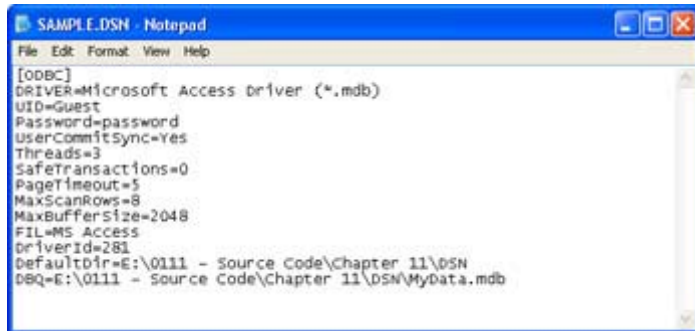 SAMPLE.DSN - Notepad
File Edit Format View Help
[ODBC]
DRIVER=Microsoft Access Driver (*.mdb)
UID=Guest
Password=password
UserCommitSync=Yes
Threads=3
SafeTransactions=0
PageTimeout=5
MaxScanRows=8
MaxBufferSize=2048
FIL=MS Access
DriverId=281
DefaultDir=E:\0111 - Source Code\Chapter 11\DSN
DBQ=E:\0111 - Source Code\Chapter 11\DSN\MyData.mdb